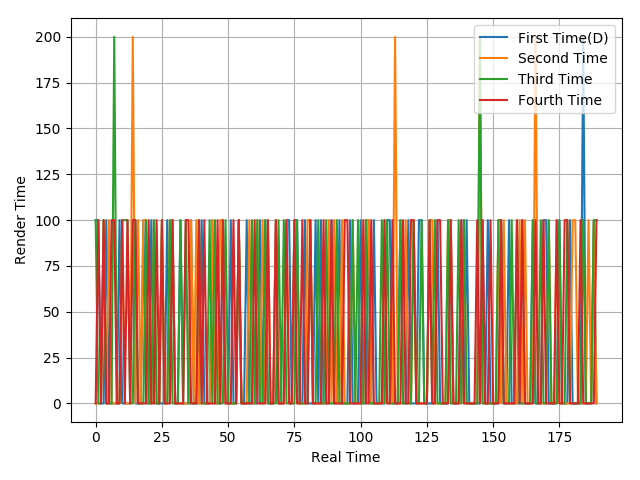 200
175
150
125
100
75
50
25
0
Render Time
First Time(D)
Second Time
Third Time
Fourth Time
0 25 50 75 100 125 150 175
Real Time